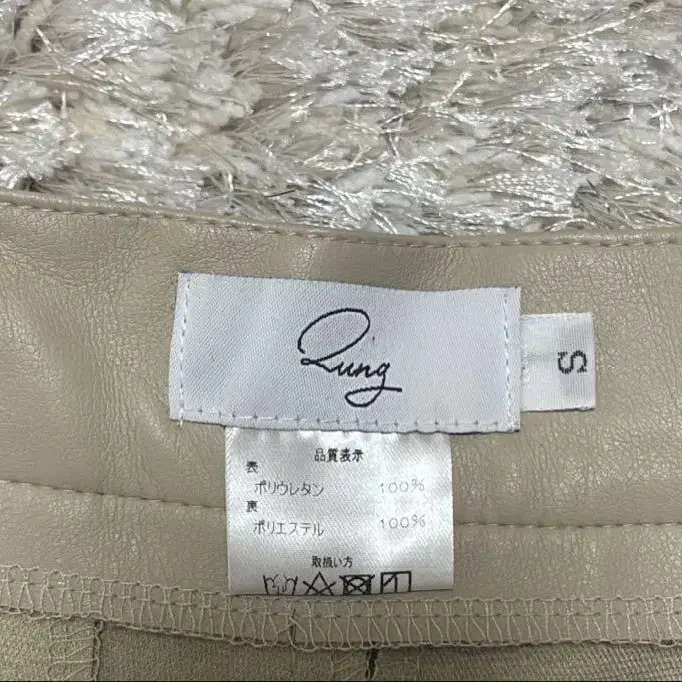 Qung
S
品質表示
表
ポリウレタン 100%
裏
ポリエステル 100%
取扱い方